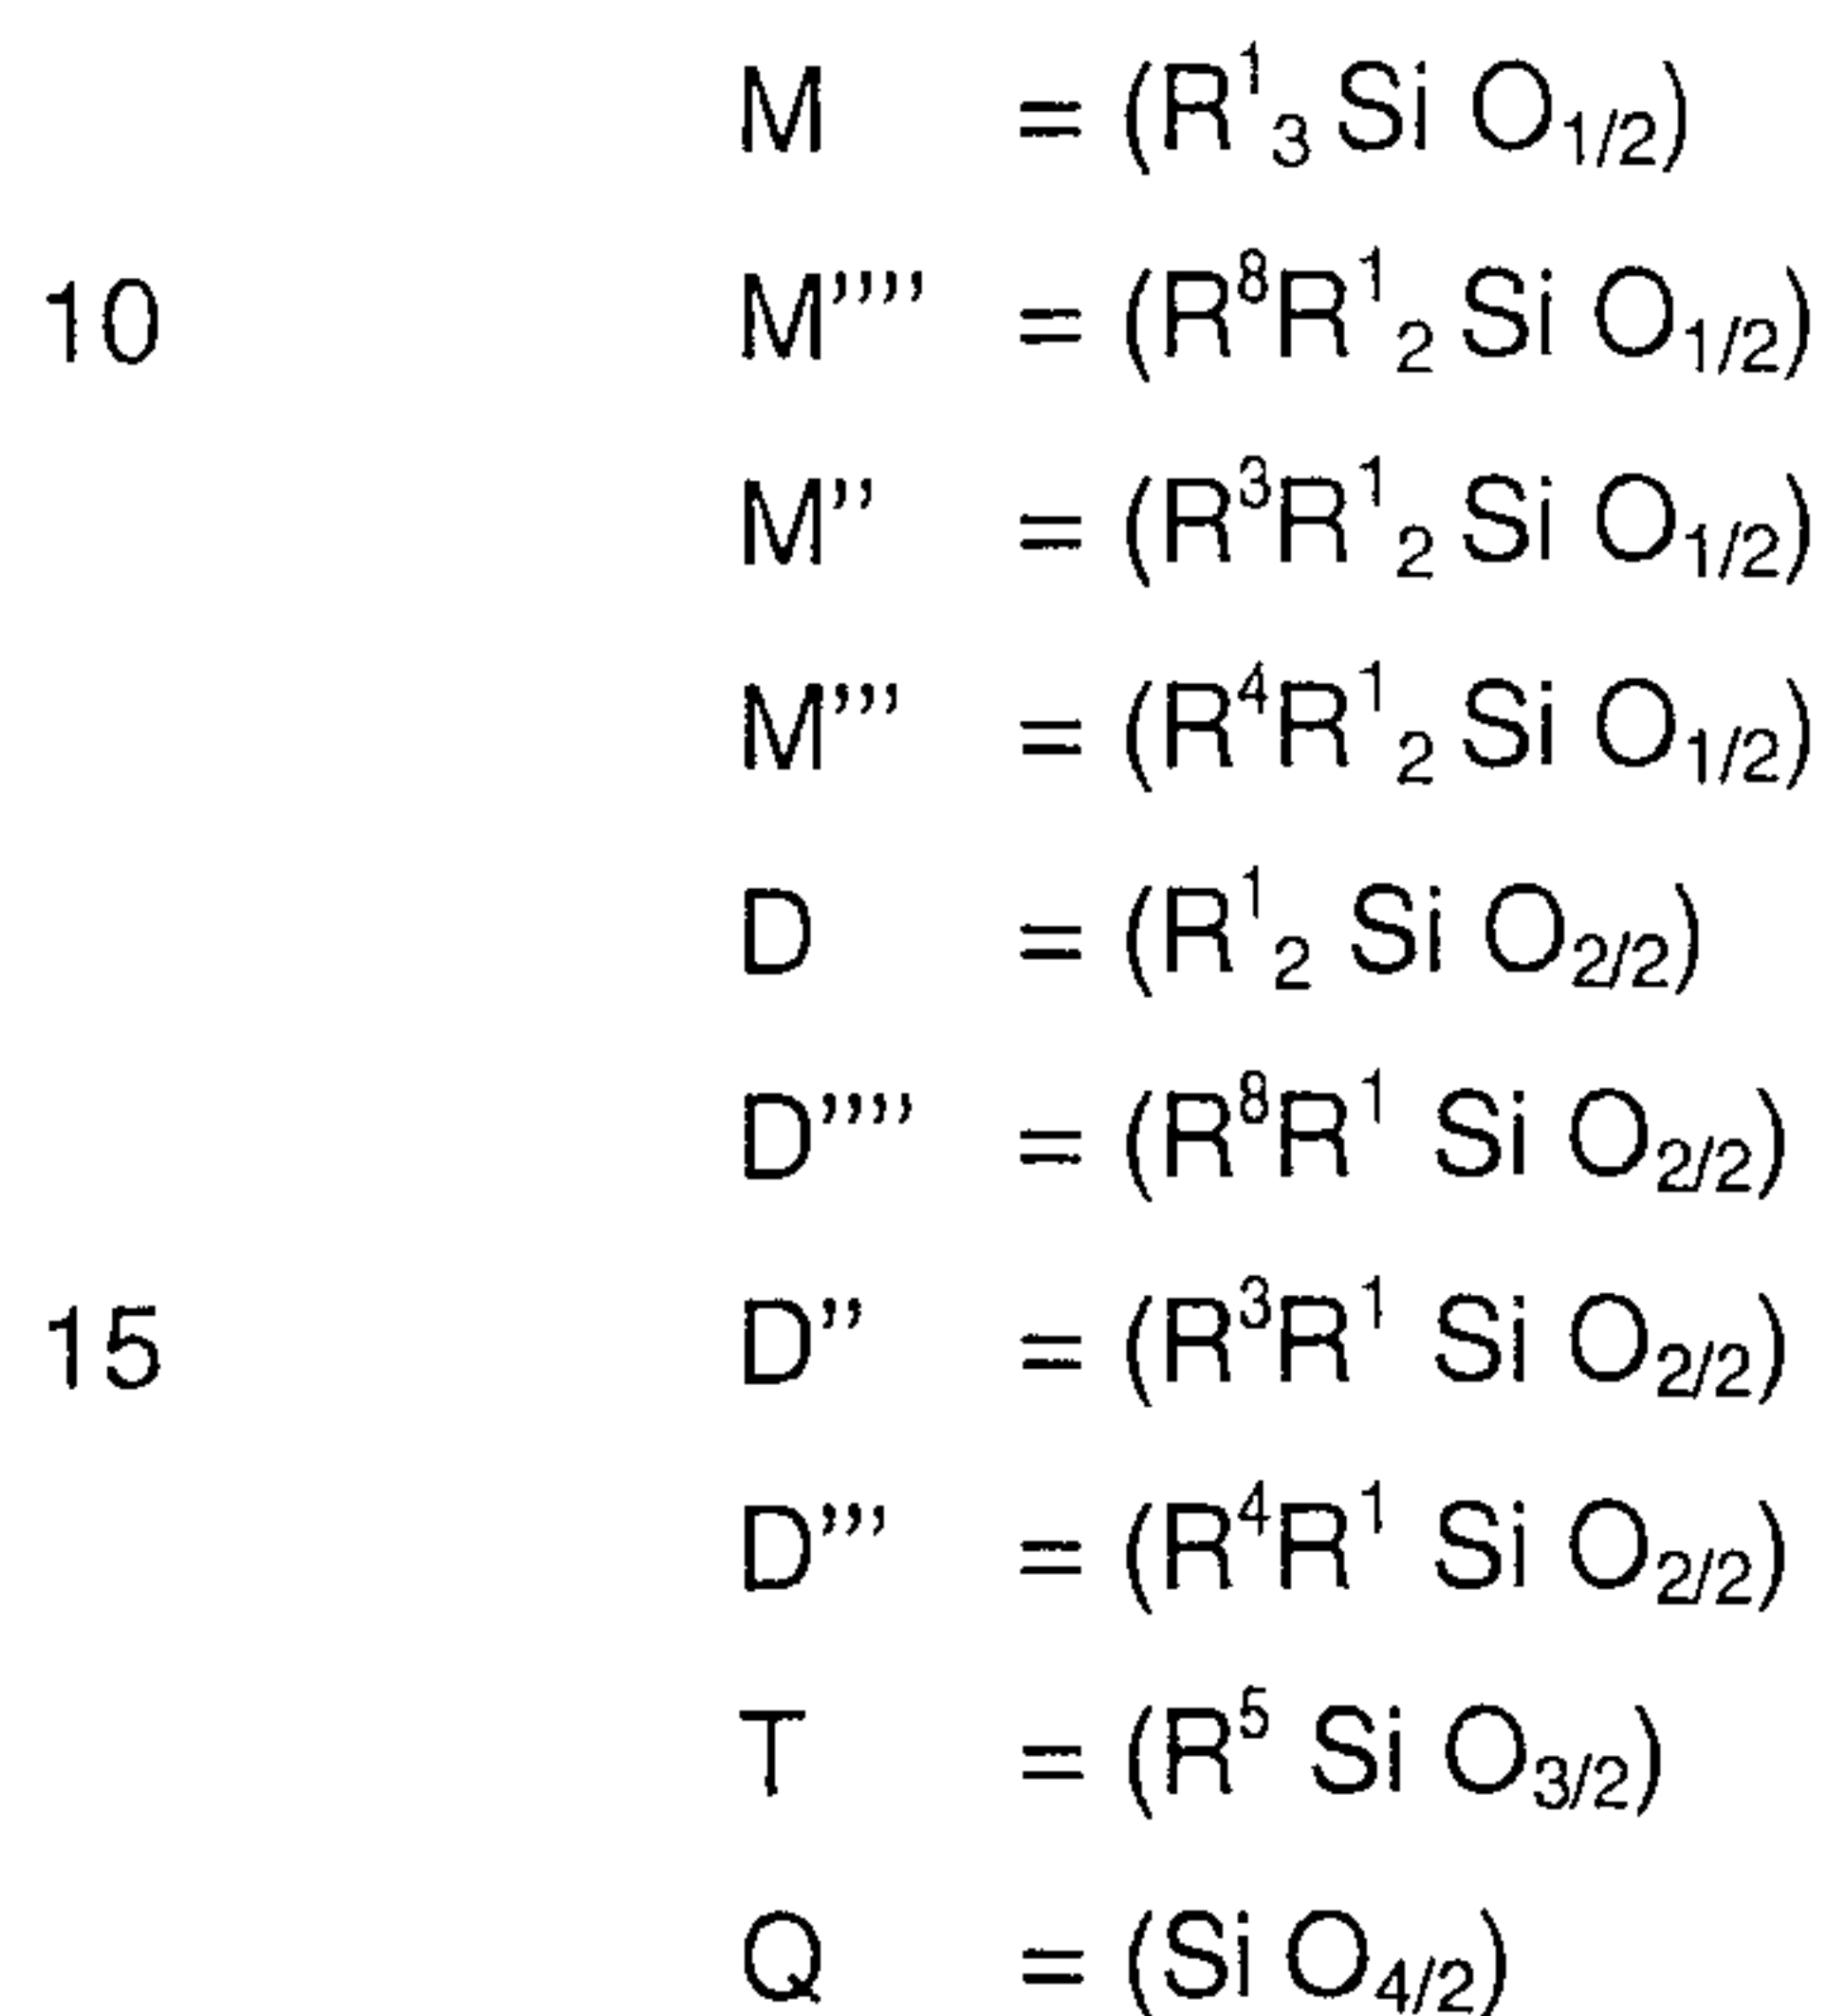 M = (R¹₃ Si O₁/₂)
10 M’’’’ = (R⁸R¹₂ Si O₁/₂)
M’’ = (R³R¹₂ Si O₁/₂)
M’’’ = (R⁴R¹₂ Si O₁/₂)
D = (R¹₂ Si O₂/₂)
D’’’’ = (R⁸R¹ Si O₂/₂)
15 D’’ = (R³R¹ Si O₂/₂)
D’’’ = (R⁴R¹ Si O₂/₂)
T = (R⁵ Si O₃/₂)
Q = (Si O₄/₂)